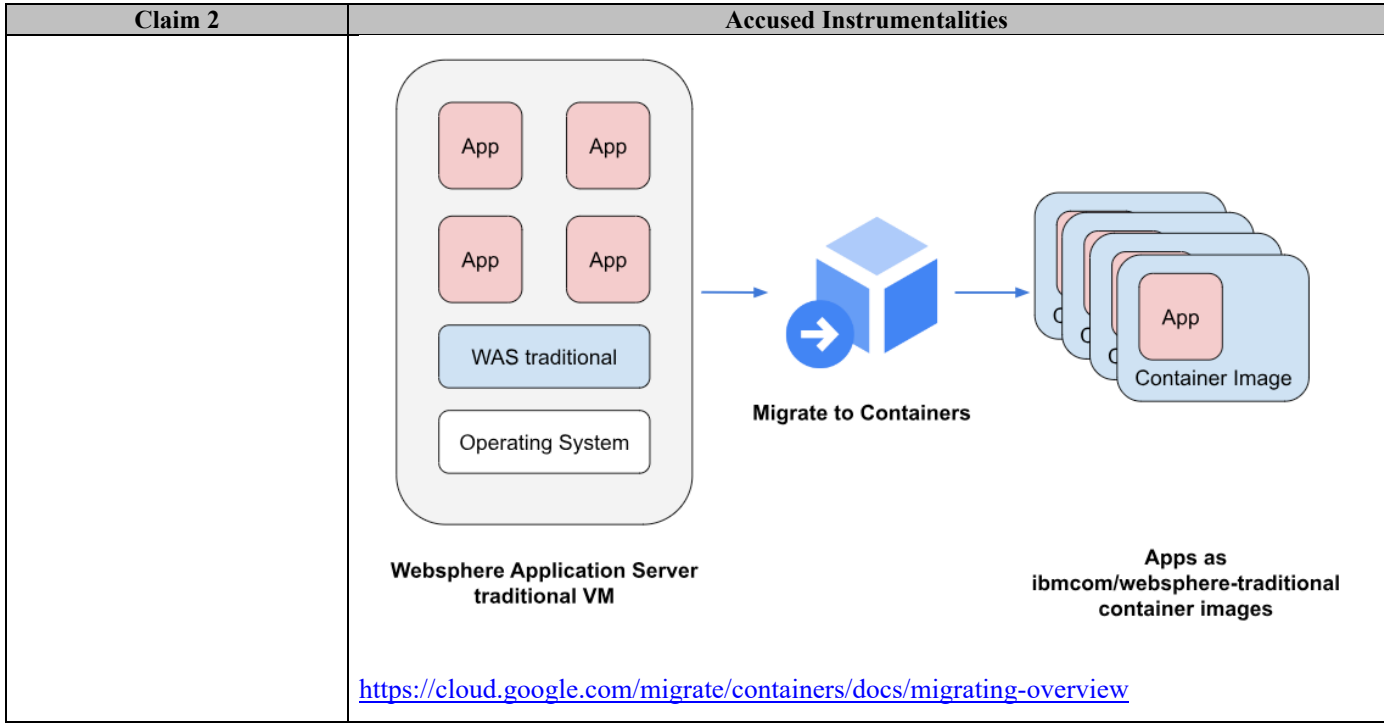 Claim 2
Accused Instrumentalities
App App
App App
WAS traditional
Operating System
Websphere Application Server
traditional VM
Migrate to Containers
C
C
C
App
Container Image
Apps as
ibmcom/websphere-traditional
container images
https://cloud.google.com/migrate/containers/docs/migrating-overview